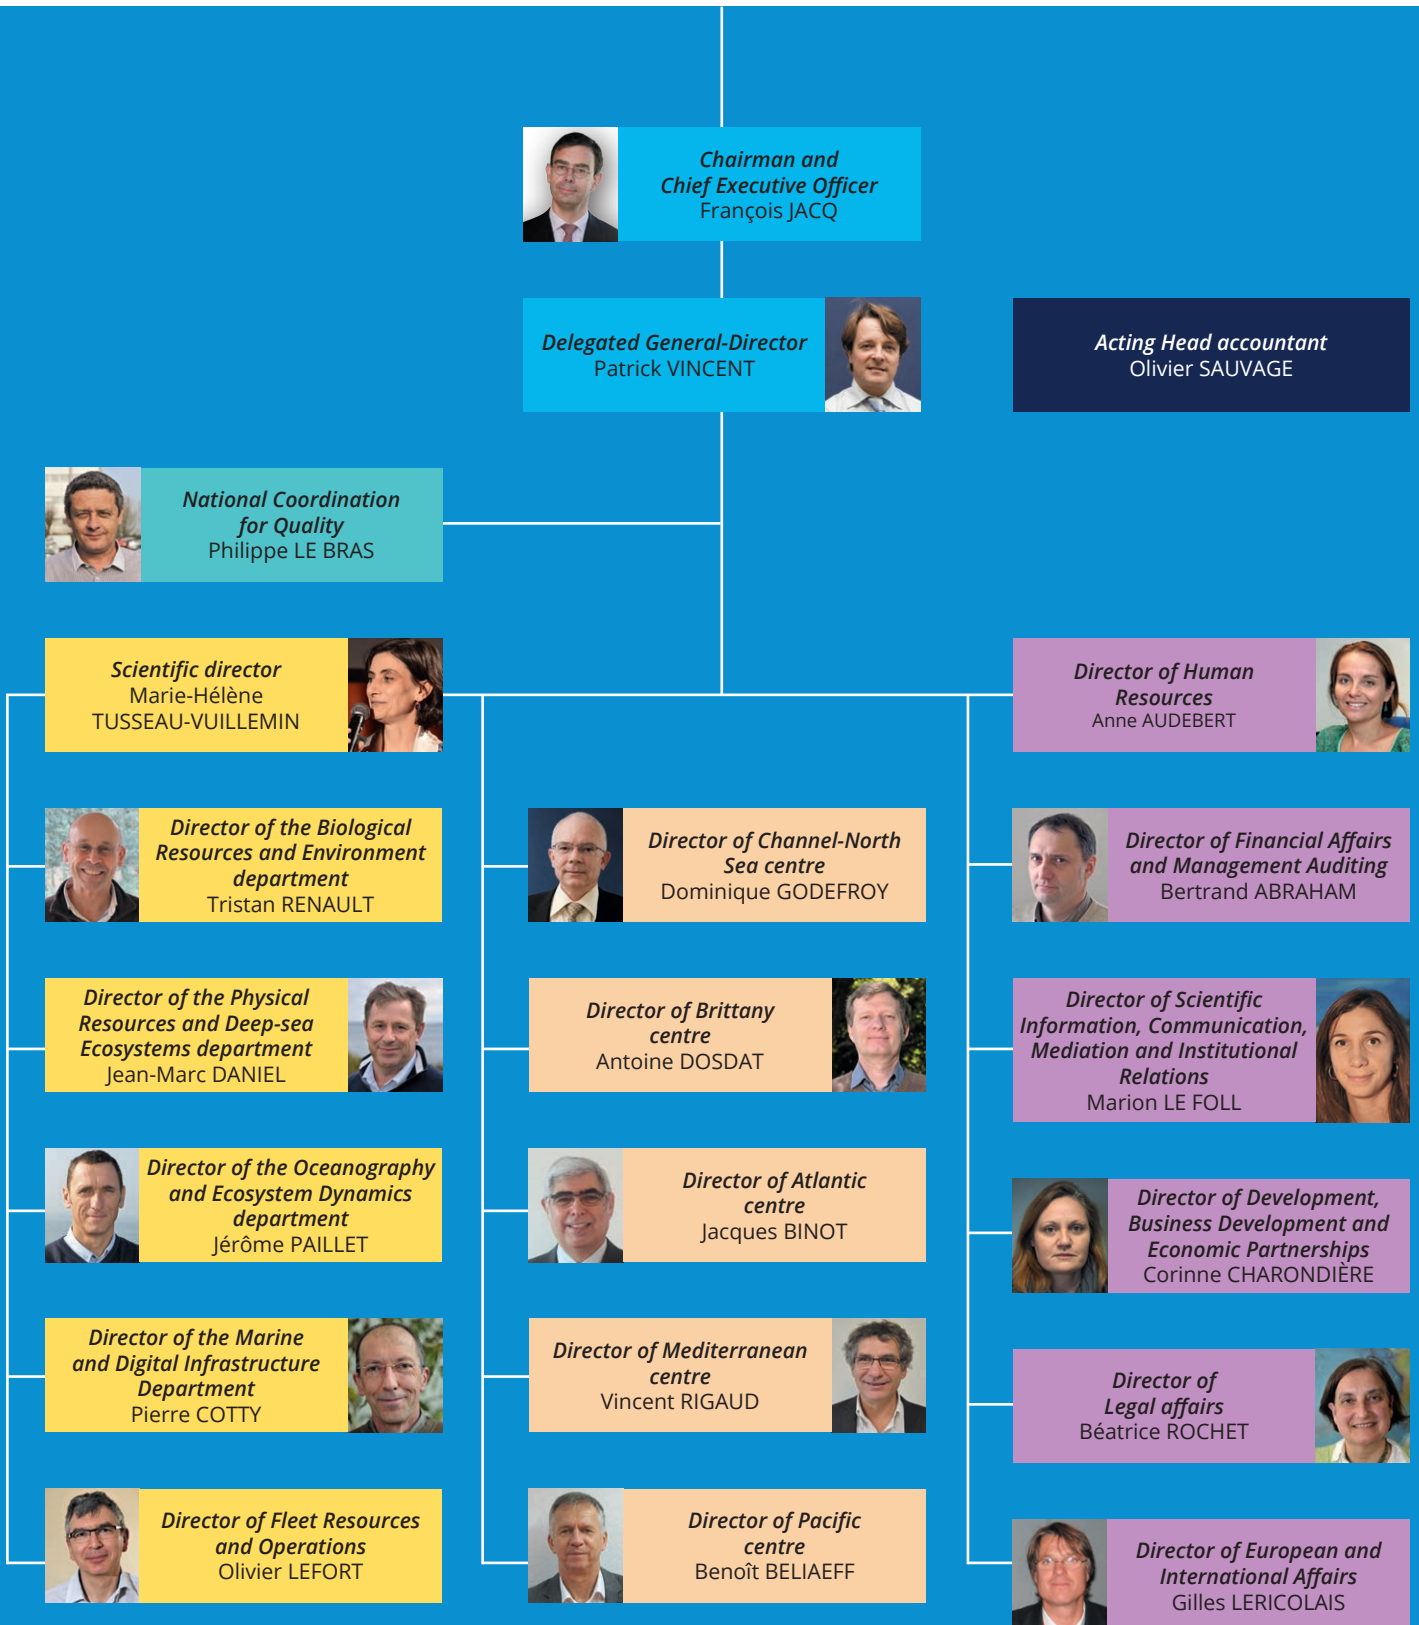 Chairman and
Chief Executive Officer
François JACQ
Delegated General-Director
Patrick VINCENT
Acting Head accountant
Olivier SAUVAGE
National Coordination
for Quality
Philippe LE BRAS
Scientific director
Marie-Hélène
TUSSEAU-VUILLEMIN
Director of Human
Resources
Anne AUDEBERT
Director of the Biological
Resources and Environment
department
Tristan RENAULT
Director of Channel-North
Sea centre
Dominique GODEFROY
Director of Financial Affairs
and Management Auditing
Bertrand ABRAHAM
Director of the Physical
Resources and Deep-sea
Ecosystems department
Jean-Marc DANIEL
Director of Brittany
centre
Antoine DOSDAT
Director of Scientific
Information, Communication,
Mediation and Institutional
Relations
Marion LE FOLL
Director of the Oceanography
and Ecosystem Dynamics
department
Jérôme PAILLET
Director of Atlantic
centre
Jacques BINOT
Director of Development,
Business Development and
Economic Partnerships
Corinne CHARONDIÈRE
Director of the Marine
and Digital Infrastructure
Department
Pierre COTTY
Director of Mediterranean
centre
Vincent RIGAUD
Director of
Legal affairs
Béatrice ROCHET
Director of Fleet Resources
and Operations
Olivier LEFORT
Director of Pacific
centre
Benoît BELIAEFF
Director of European and
International Affairs
Gilles LERICOLAIS